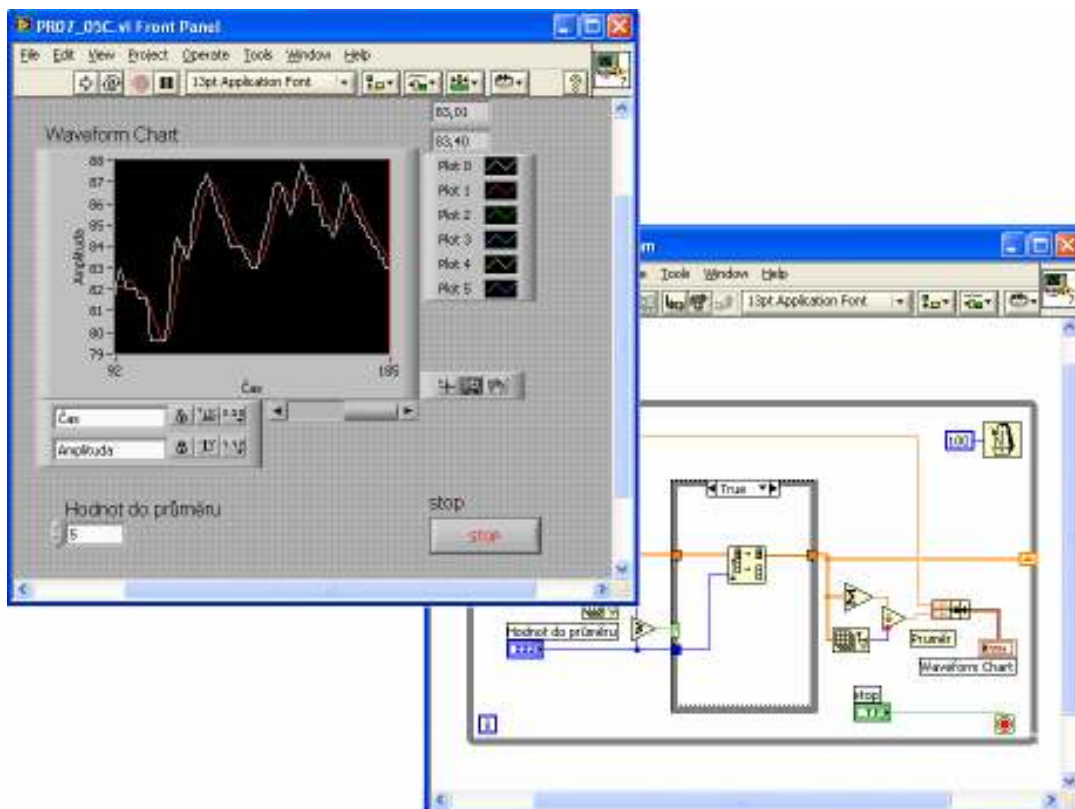 PR07_05C.vi Front Panel
File Edit View Project Operate Tools Window Help
13pt Application Font
83,01
83,40
Waveform Chart
Plot 0
Plot 1
Plot 2
Plot 3
Plot 4
Plot 5
88
87
86
85
84
83
82
81
80
79
Amplituda
92
185
Čas
Čas
Amplituda
Hodnot do průměru
5
stop
STOP
Tools Window Help
13pt Application Font
100
True
Hodnot do průměru
Průměr
Waveform Chart
stop
TF
i